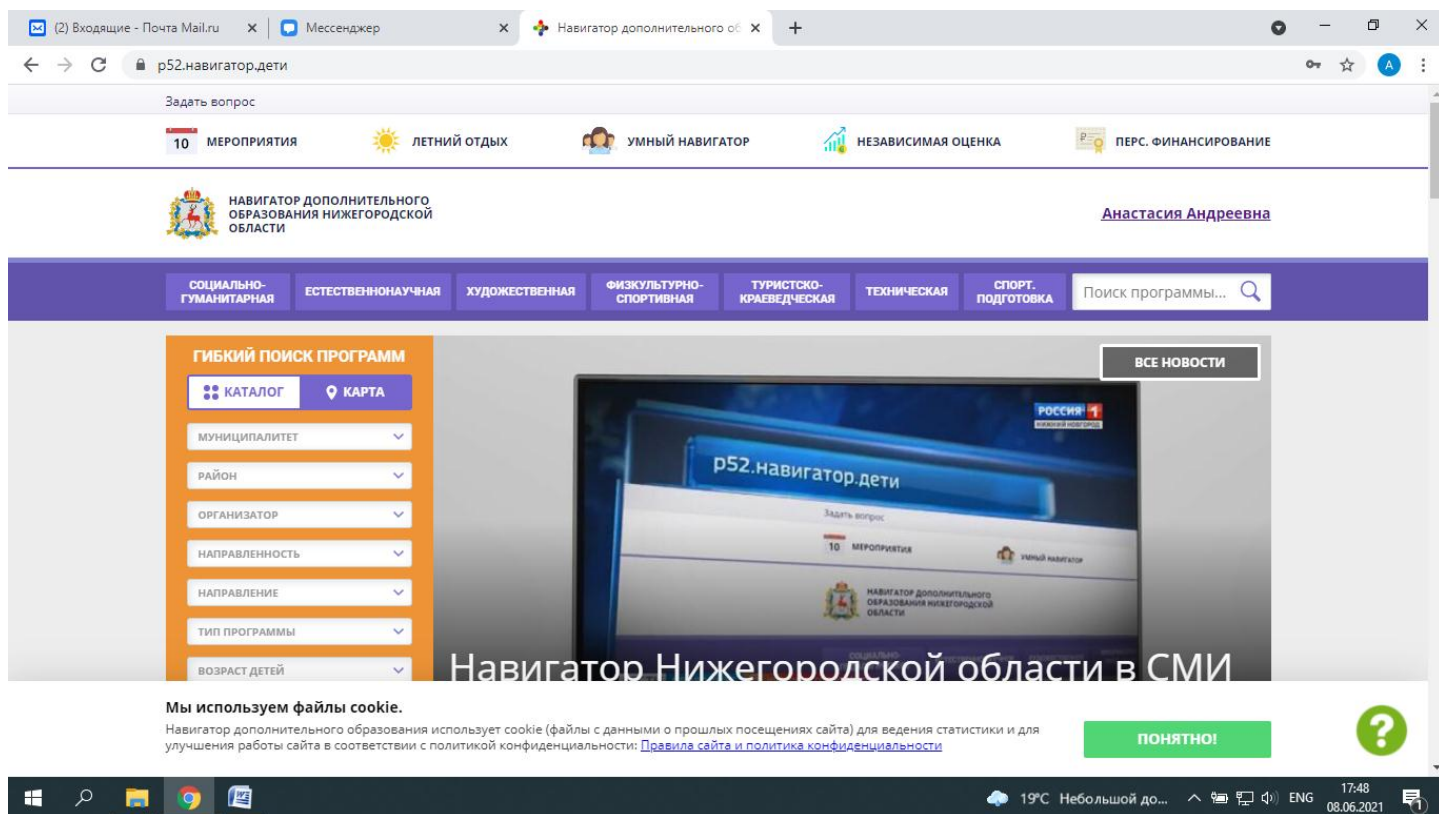 (2) Входящие - Почта Mail.ru
Мессенджер
Навигатор дополнительного об
р52.навигатор.дети
A
Задать вопрос
10 МЕРОПРИЯТИЯ
ЛЕТНИЙ ОТДЫХ
УМНЫЙ НАВИГАТОР
НЕЗАВИСИМАЯ ОЦЕНКА
ПЕРС. ФИНАНСИРОВАНИЕ
НАВИГАТОР ДОПОЛНИТЕЛЬНОГО
ОБРАЗОВАНИЯ НИЖЕГОРОДСКОЙ
ОБЛАСТИ
Анастасия Андреевна
СОЦИАЛЬНО-
ГУМАНИТАРНАЯ
ЕСТЕСТВЕННОНАУЧНАЯ
ХУДОЖЕСТВЕННАЯ
ФИЗКУЛЬТУРНО-
СПОРТИВНАЯ
ТУРИСТСКО-
КРАЕВЕДЧЕСКАЯ
ТЕХНИЧЕСКАЯ
СПОРТ.
ПОДГОТОВКА
Поиск программы...
ГИБКИЙ ПОИСК ПРОГРАММ
КАТАЛОГ
КАРТА
МУНИЦИПАЛИТЕТ
РАЙОН
ОРГАНИЗАТОР
НАПРАВЛЕННОСТЬ
НАПРАВЛЕНИЕ
ТИП ПРОГРАММЫ
ВОЗРАСТ ДЕТЕЙ
ВСЕ НОВОСТИ
РОССИЯ 1
НИЖНИЙ НОВГОРОД
р52.навигатор.дети
Задать вопрос
10 МЕРОПРИЯТИЯ
УМНЫЙ НАВИГАТОР
НАВИГАТОР ДОПОЛНИТЕЛЬНОГО
ОБРАЗОВАНИЯ НИЖЕГОРОДСКОЙ
ОБЛАСТИ
Навигатор Нижегородской области в СМИ
Мы используем файлы cookie.
Навигатор дополнительного образования использует cookie (файлы с данными о прошлых посещениях сайта) для ведения статистики и для
улучшения работы сайта в соответствии с политикой конфиденциальности: Правила сайта и политика конфиденциальности
ПОНЯТНО!
?
19°C Небольшой до...
ENG
17:48
08.06.2021
1